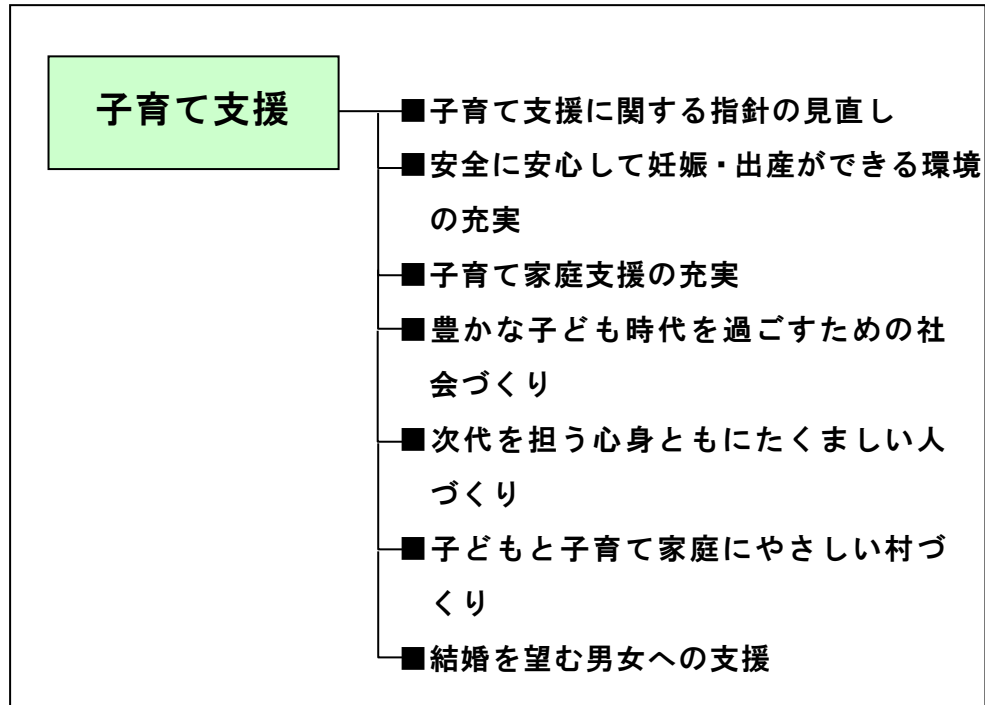 子育て支援
■子育て支援に関する指針の見直し
■安全に安心して妊娠・出産ができる環境
の充実
■子育て家庭支援の充実
■豊かな子ども時代を過ごすための社
会づくり
■次代を担う心身ともにたくましい人
づくり
■子どもと子育て家庭にやさしい村づ
くり
■結婚を望む男女への支援